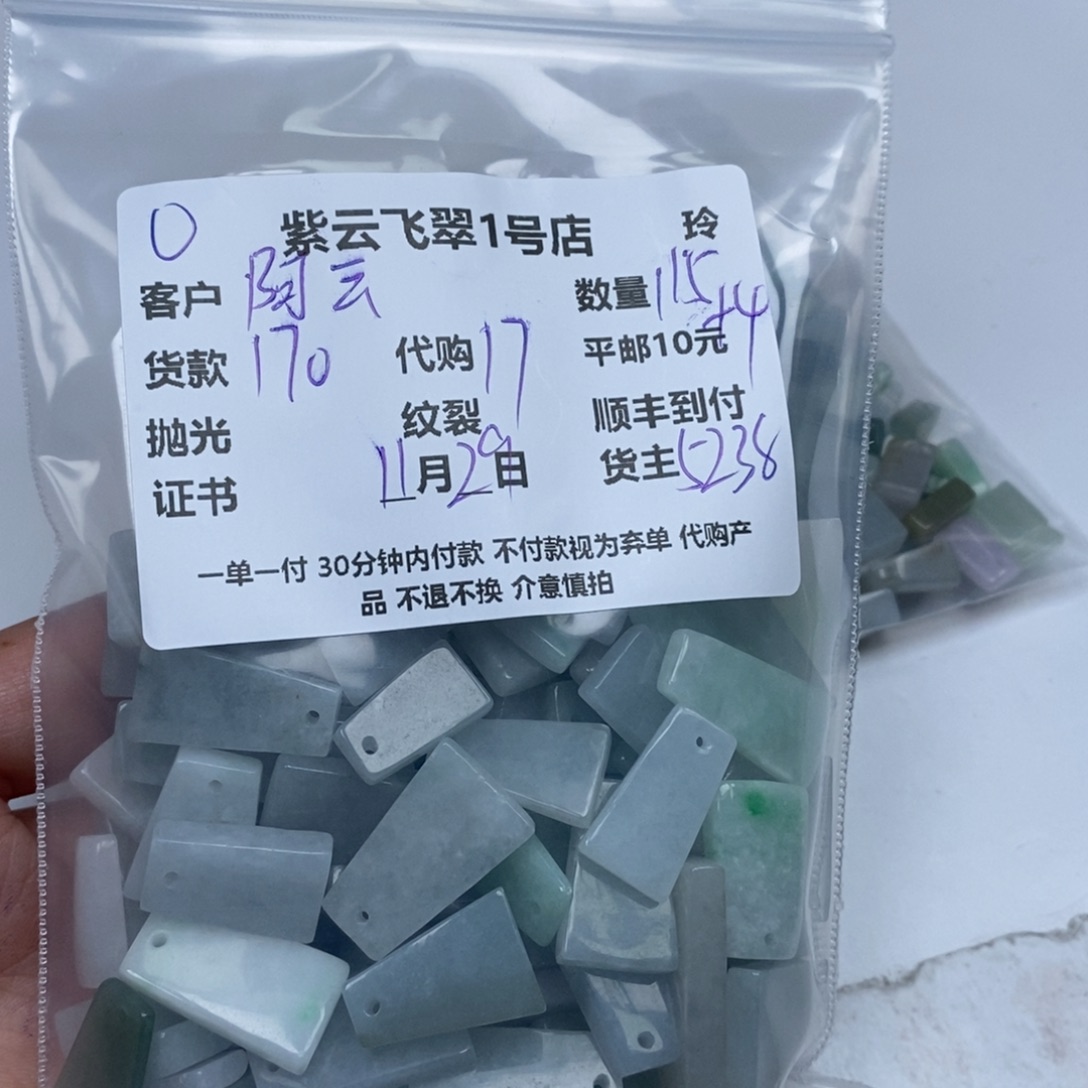 O 紫云飞翠1号店 玲
客户 阿云 数量 115+4
货款 170 代购 17 平邮10元
抛光 纹裂 顺丰到付
证书 11月29日 货主 5238
一单一付 30分钟内付款 不付款视为弃单 代购产
品 不退不换 介意慎拍